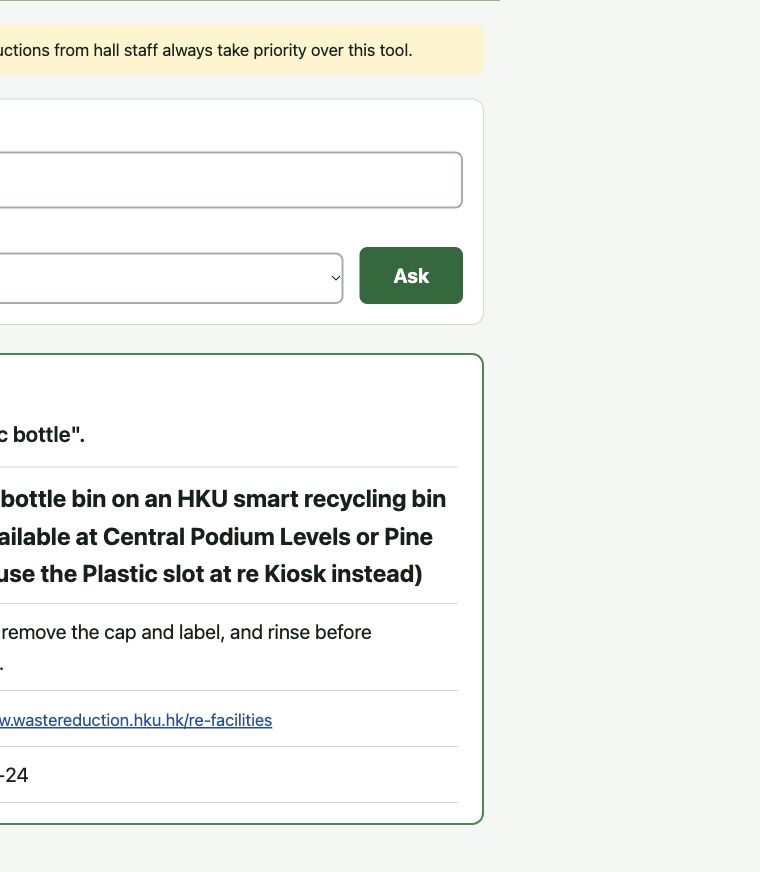 uctions from hall staff always take priority over this tool.
Ask
c bottle".
bottle bin on an HKU smart recycling bin
ailable at Central Podium Levels or Pine
use the Plastic slot at re Kiosk instead)
remove the cap and label, and rinse before
.
w.wastereduction.hku.hk/re-facilities
-24